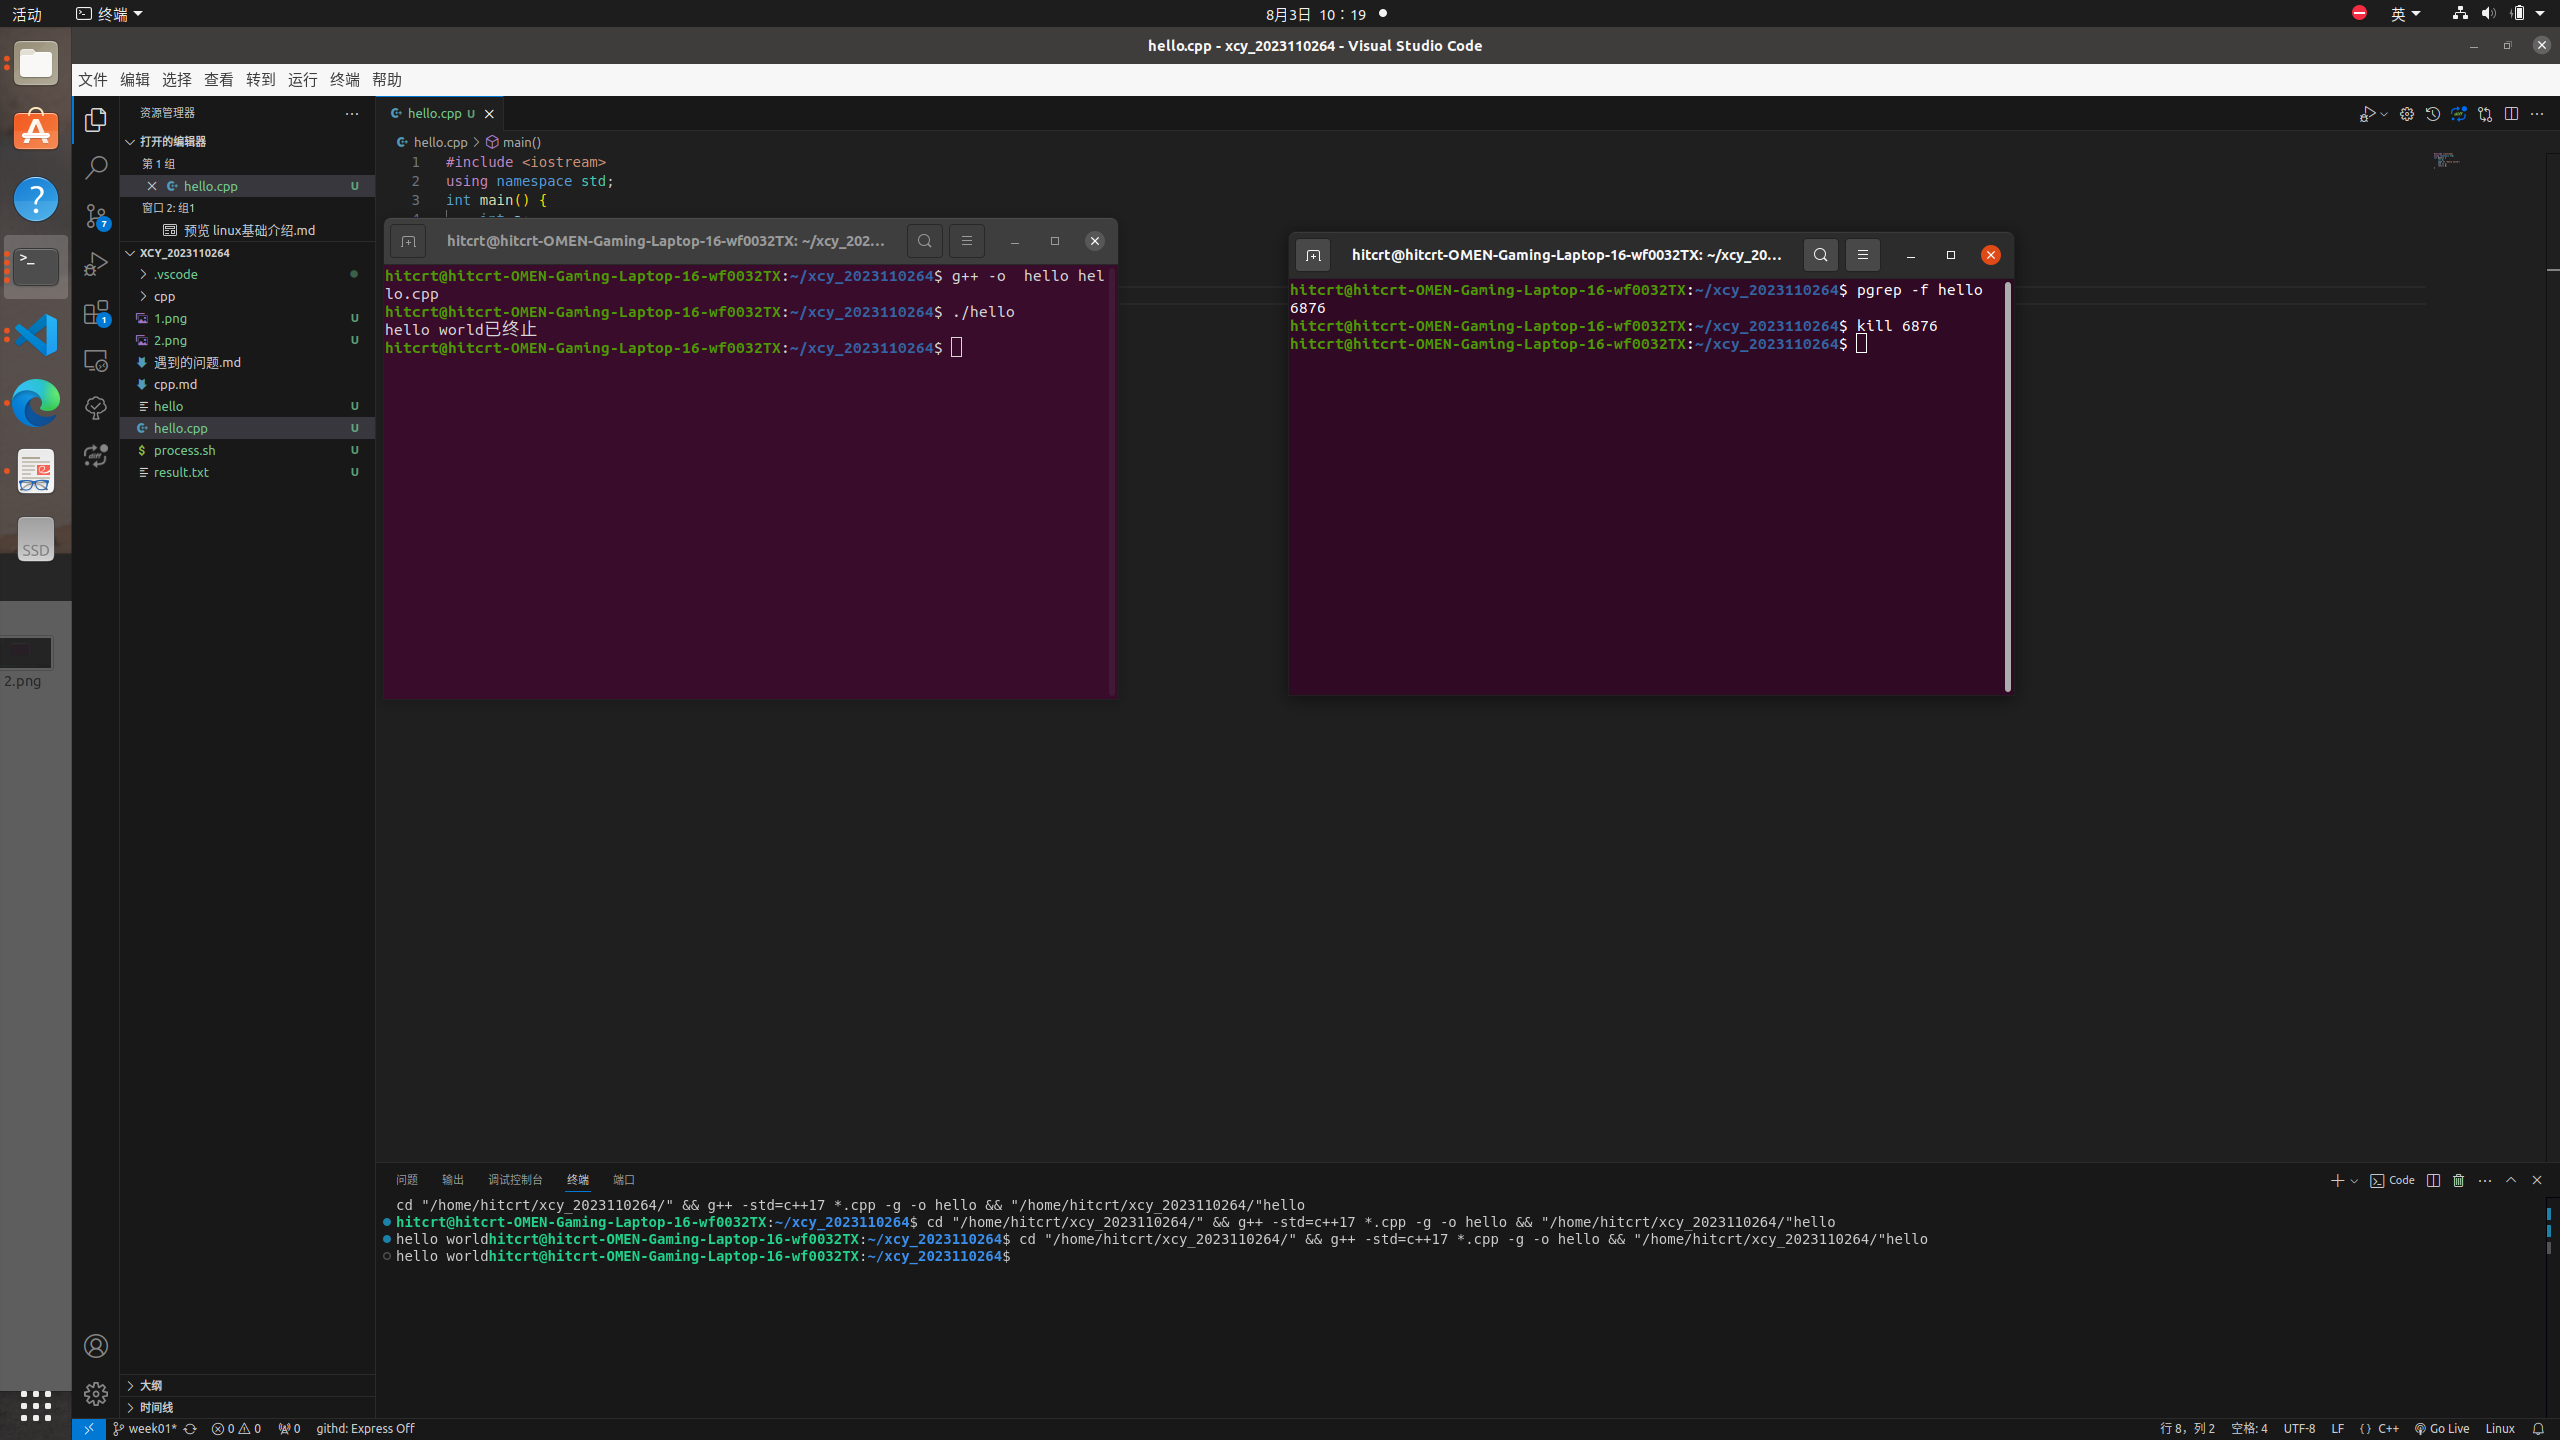 活动 终端 8月3日 10：19 英
hello.cpp - xcy_2023110264 - Visual Studio Code
文件 编辑 选择 查看 转到 运行 终端 帮助
资源管理器
打开的编辑器
第 1 组
hello.cpp U
窗口 2: 组1
预览 linux基础介绍.md
XCY_2023110264
.vscode
cpp
1.png U
2.png U
遇到的问题.md
cpp.md
hello U
hello.cpp U
process.sh U
result.txt U
大纲
时间线
SSD
2.png
7
1
hello.cpp U
hello.cpp > main()
1 #include <iostream>
2 using namespace std;
3 int main() {
hitcrt@hitcrt-OMEN-Gaming-Laptop-16-wf0032TX: ~/xcy_202...
hitcrt@hitcrt-OMEN-Gaming-Laptop-16-wf0032TX:~/xcy_2023110264$ g++ -o  hello hel
lo.cpp
hitcrt@hitcrt-OMEN-Gaming-Laptop-16-wf0032TX:~/xcy_2023110264$ ./hello
hello world已终止
hitcrt@hitcrt-OMEN-Gaming-Laptop-16-wf0032TX:~/xcy_2023110264$
hitcrt@hitcrt-OMEN-Gaming-Laptop-16-wf0032TX: ~/xcy_20...
hitcrt@hitcrt-OMEN-Gaming-Laptop-16-wf0032TX:~/xcy_2023110264$ pgrep -f hello
6876
hitcrt@hitcrt-OMEN-Gaming-Laptop-16-wf0032TX:~/xcy_2023110264$ kill 6876
hitcrt@hitcrt-OMEN-Gaming-Laptop-16-wf0032TX:~/xcy_2023110264$
问题 输出 调试控制台 终端 端口 Code
cd "/home/hitcrt/xcy_2023110264/" && g++ -std=c++17 *.cpp -g -o hello && "/home/hitcrt/xcy_2023110264/"hello
hitcrt@hitcrt-OMEN-Gaming-Laptop-16-wf0032TX:~/xcy_2023110264$ cd "/home/hitcrt/xcy_2023110264/" && g++ -std=c++17 *.cpp -g -o hello && "/home/hitcrt/xcy_2023110264/"hello
hello worldhitcrt@hitcrt-OMEN-Gaming-Laptop-16-wf0032TX:~/xcy_2023110264$ cd "/home/hitcrt/xcy_2023110264/" && g++ -std=c++17 *.cpp -g -o hello && "/home/hitcrt/xcy_2023110264/"hello
hello worldhitcrt@hitcrt-OMEN-Gaming-Laptop-16-wf0032TX:~/xcy_2023110264$
week01* 0 0 0 githd: Express Off 行 8，列 2 空格: 4 UTF-8 LF {} C++ Go Live Linux